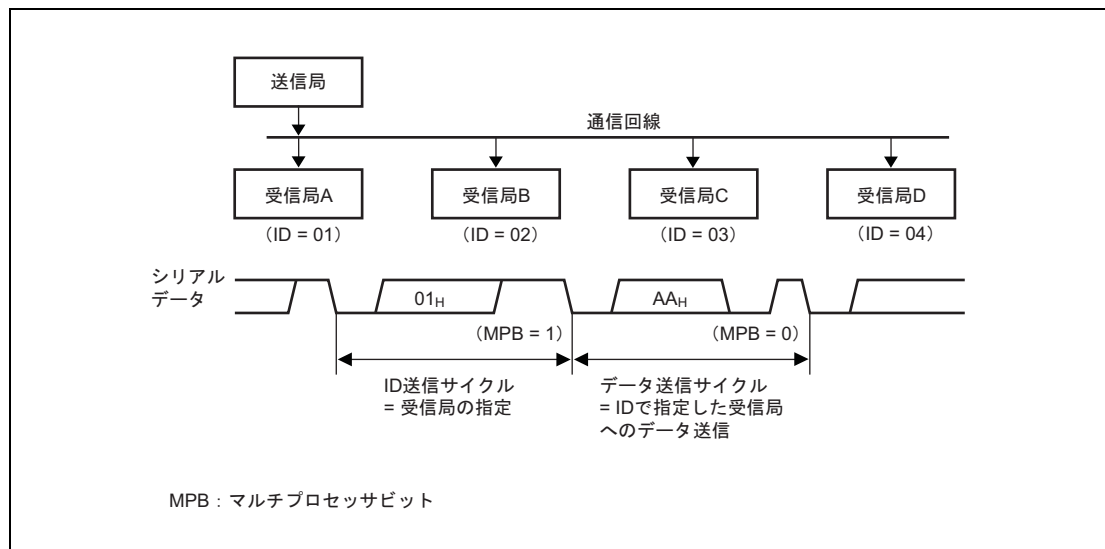 送信局
通信回線
受信局A
受信局B
受信局C
受信局D
（ID = 01）
（ID = 02）
（ID = 03）
（ID = 04）
シリアル
データ
01H
AAH
（MPB = 1）
（MPB = 0）
ID送信サイクル
= 受信局の指定
データ送信サイクル
= IDで指定した受信局
へのデータ送信
MPB：マルチプロセッサビット